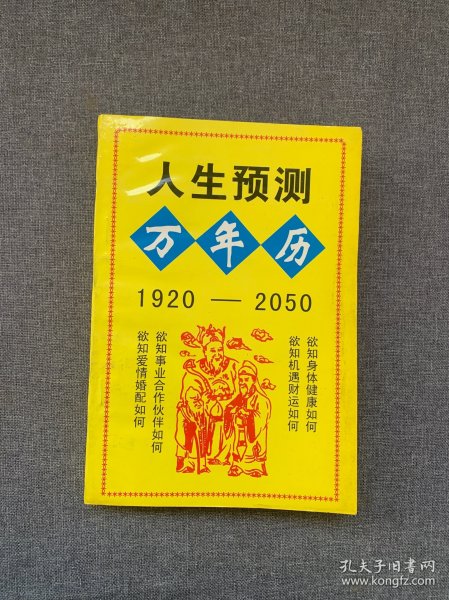 人生预测
万年历
1920 — 2050
欲知身体健康如何
欲知机遇财运如何
欲知事业合作伙伴如何
欲知爱情婚配如何
孔夫子旧书网
www.kongfz.com